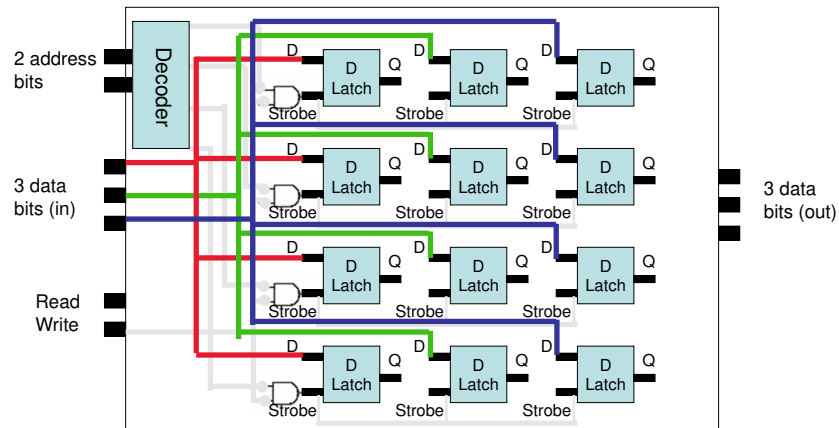 2 address
bits
Decoder
3 data
bits (in)
Read
Write
D
D
Latch
Q
Strobe
D
D
Latch
Q
Strobe
D
D
Latch
Q
Strobe
D
D
Latch
Q
Strobe
D
D
Latch
Q
Strobe
D
D
Latch
Q
Strobe
D
D
Latch
Q
Strobe
D
D
Latch
Q
Strobe
D
D
Latch
Q
Strobe
D
D
Latch
Q
Strobe
D
D
Latch
Q
Strobe
D
D
Latch
Q
Strobe
3 data
bits (out)